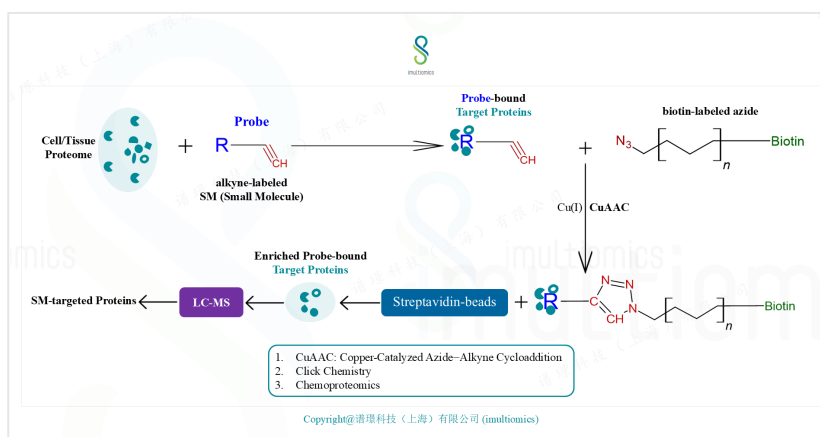 imultiomics
Cell/Tissue
Proteome
+
Probe
R
CH
alkyne-labeled
SM (Small Molecule)
Probe-bound
Target Proteins
R
CH
+
biotin-labeled azide
N3
n
Biotin
Cu(I) CuAAC
SM-targeted Proteins
LC-MS
Enriched Probe-bound
Target Proteins
Streptavidin-beads
+
R
C
N
N
N
CH
n
Biotin
1. CuAAC: Copper-Catalyzed Azide–Alkyne Cycloaddition
2. Click Chemistry
3. Chemoproteomics
Copyright@谱璟科技（上海）有限公司 (imultiomics)